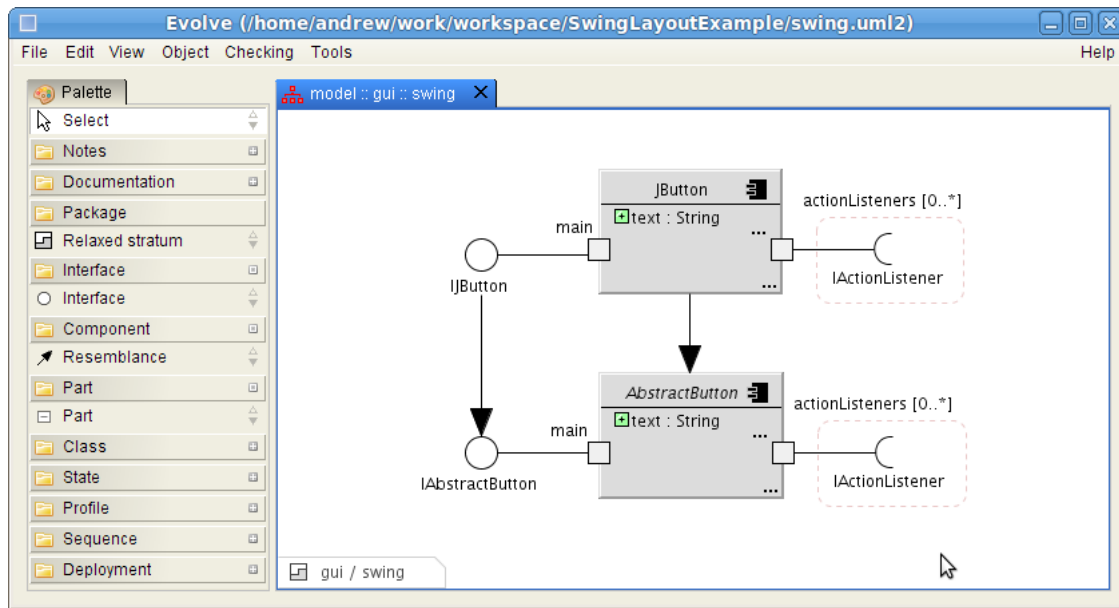 Evolve (/home/andrew/work/workspace/SwingLayoutExample/swing.uml2)
File Edit View Object Checking Tools Help
Palette
Select
Notes
Documentation
Package
Relaxed stratum
Interface
Interface
Component
Resemblance
Part
Part
Class
State
Profile
Sequence
Deployment
model :: gui :: swing
JButton
text : String
...
...
main
IJButton
actionListeners [0..*]
IActionListener
AbstractButton
text : String
...
...
main
IAbstractButton
actionListeners [0..*]
IActionListener
gui / swing